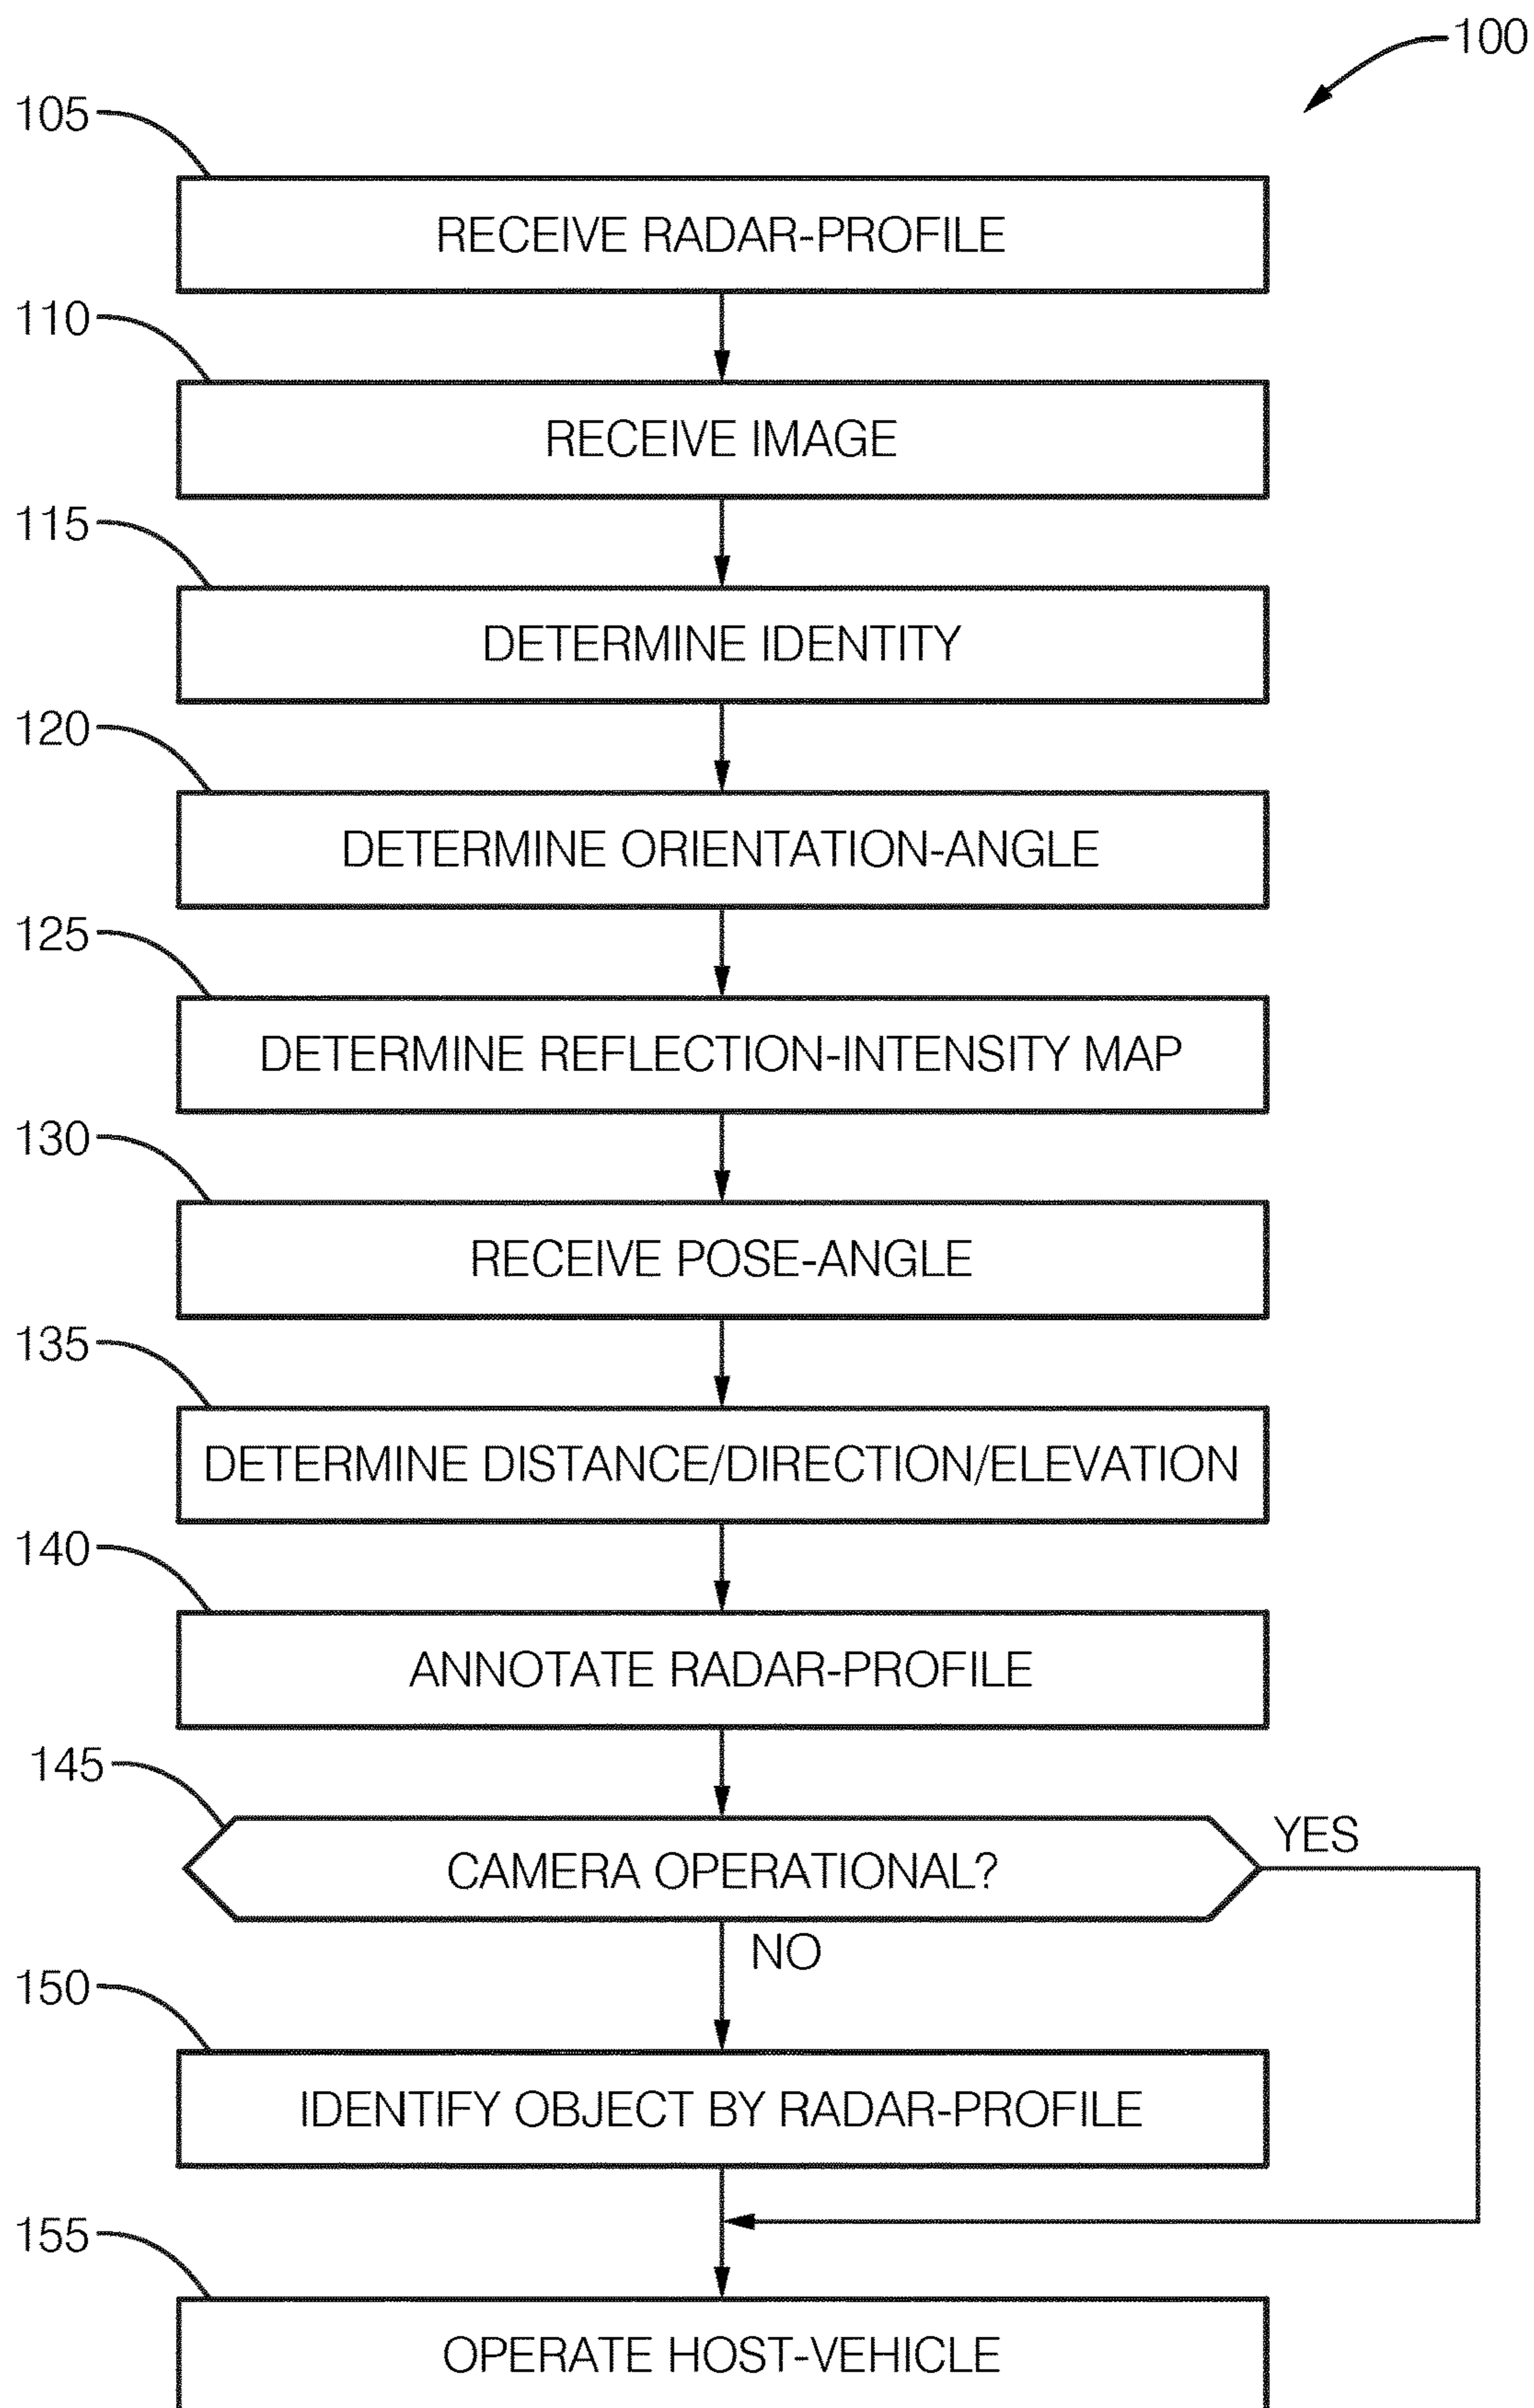 100
105
RECEIVE RADAR-PROFILE
110
RECEIVE IMAGE
115
DETERMINE IDENTITY
120
DETERMINE ORIENTATION-ANGLE
125
DETERMINE REFLECTION-INTENSITY MAP
130
RECEIVE POSE-ANGLE
135
DETERMINE DISTANCE/DIRECTION/ELEVATION
140
ANNOTATE RADAR-PROFILE
145
CAMERA OPERATIONAL?
YES
NO
150
IDENTIFY OBJECT BY RADAR-PROFILE
155
OPERATE HOST-VEHICLE